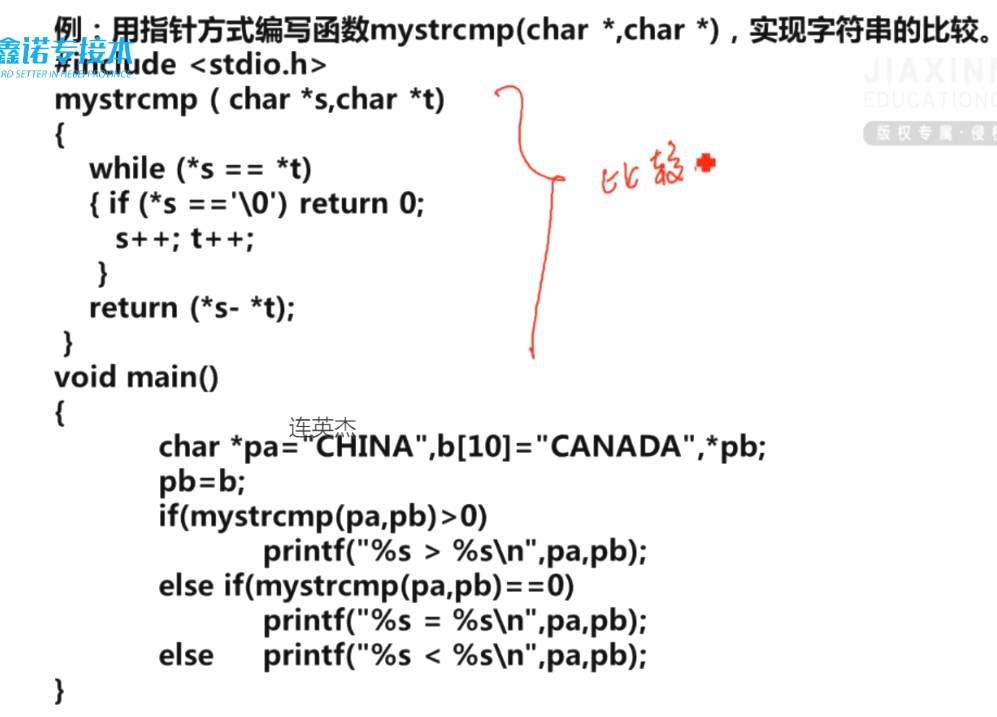 例：用指针方式编写函数mystrcmp(char *,char *)，实现字符串的比较。
鑫诺专接本
RD SETTER IN HEBEI PROVINCE
#include <stdio.h>
JIAXINN
EDUCATIONG
版权专属·侵权
mystrcmp ( char *s,char *t)
{
while (*s == *t)
比较
{ if (*s =='\0') return 0;
s++; t++;
}
return (*s- *t);
}
void main()
{
连英杰
char *pa="CHINA",b[10]="CANADA",*pb;
pb=b;
if(mystrcmp(pa,pb)>0)
printf("%s > %s\n",pa,pb);
else if(mystrcmp(pa,pb)==0)
printf("%s = %s\n",pa,pb);
else printf("%s < %s\n",pa,pb);
}